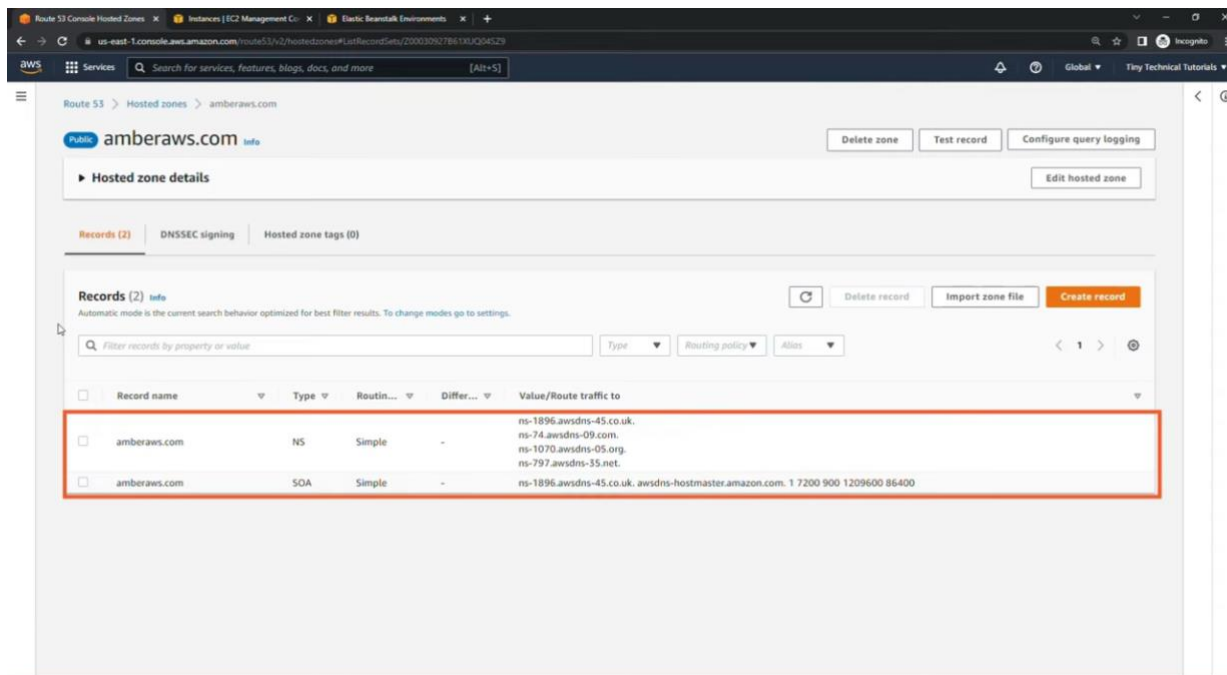 Route 53 Console Hosted Zones
Instances | EC2 Management Co
Elastic Beanstalk Environments
us-east-1.console.aws.amazon.com/route53/v2/hostedzones#ListRecordSets/Z00030927B61XUQ04SZ9
Incognito
aws
Services
Search for services, features, blogs, docs, and more
[Alt+S]
Global
Tiny Technical Tutorials
Route 53 > Hosted zones > amberaws.com
Public amberaws.com Info
Delete zone
Test record
Configure query logging
Hosted zone details
Edit hosted zone
Records (2)
DNSSEC signing
Hosted zone tags (0)
Records (2) Info
Delete record
Import zone file
Create record
Automatic mode is the current search behavior optimized for best filter results. To change modes go to settings.
Filter records by property or value
Type
Routing policy
Alias
1
Record name Type Routin... Differ... Value/Route traffic to
amberaws.com NS Simple - ns-1896.awsdns-45.co.uk.
ns-74.awsdns-09.com.
ns-1070.awsdns-05.org.
ns-797.awsdns-35.net.
amberaws.com SOA Simple - ns-1896.awsdns-45.co.uk. awsdns-hostmaster.amazon.com. 1 7200 900 1209600 86400